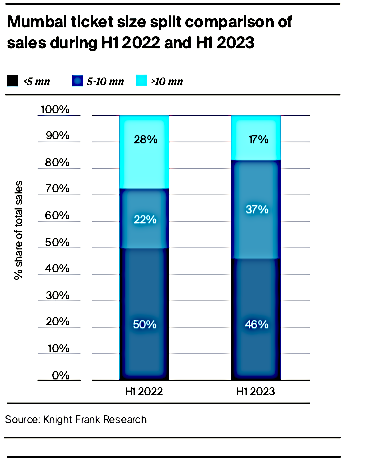 Mumbai ticket size split comparison of
sales during H1 2022 and H1 2023
<5 mn 5-10 mn >10 mn
% share of total sales
100%
90%
80%
70%
60%
50%
40%
30%
20%
10%
0%
28%
22%
50%
17%
37%
46%
H1 2022 H1 2023
Source: Knight Frank Research